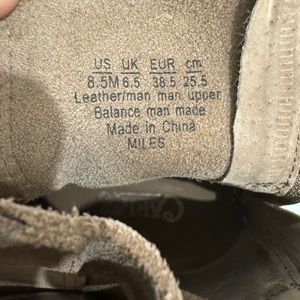 US UK EUR cm
8.5M 6.5 38.5 25.5
Leather/man man upper
Balance man made
Made in China
MILES